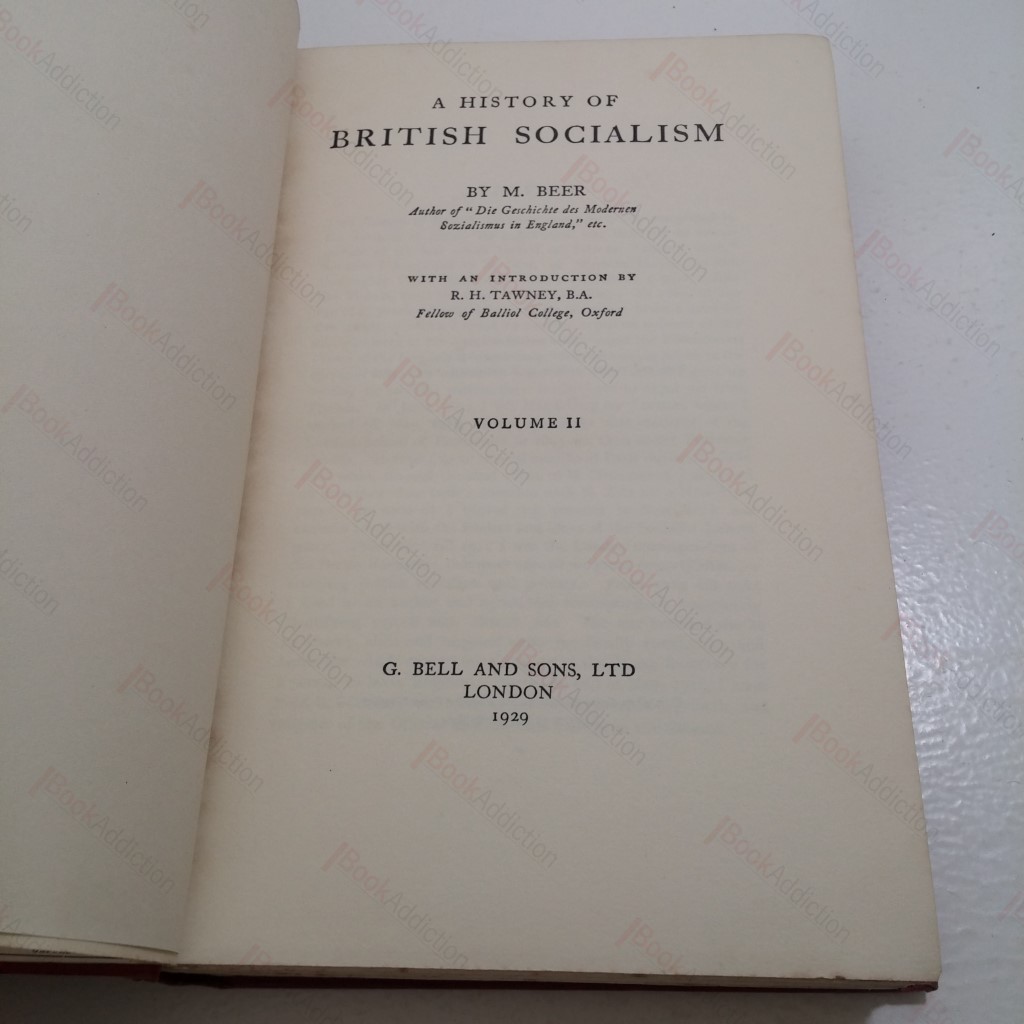 A HISTORY OF
BRITISH SOCIALISM
BY M. BEER
Author of "Die Geschichte des Modernen
Sozialismus in England," etc.
WITH AN INTRODUCTION BY
R. H. TAWNEY, B.A.
Fellow of Balliol College, Oxford
VOLUME II
G. BELL AND SONS, LTD
LONDON
1929
BookAddiction